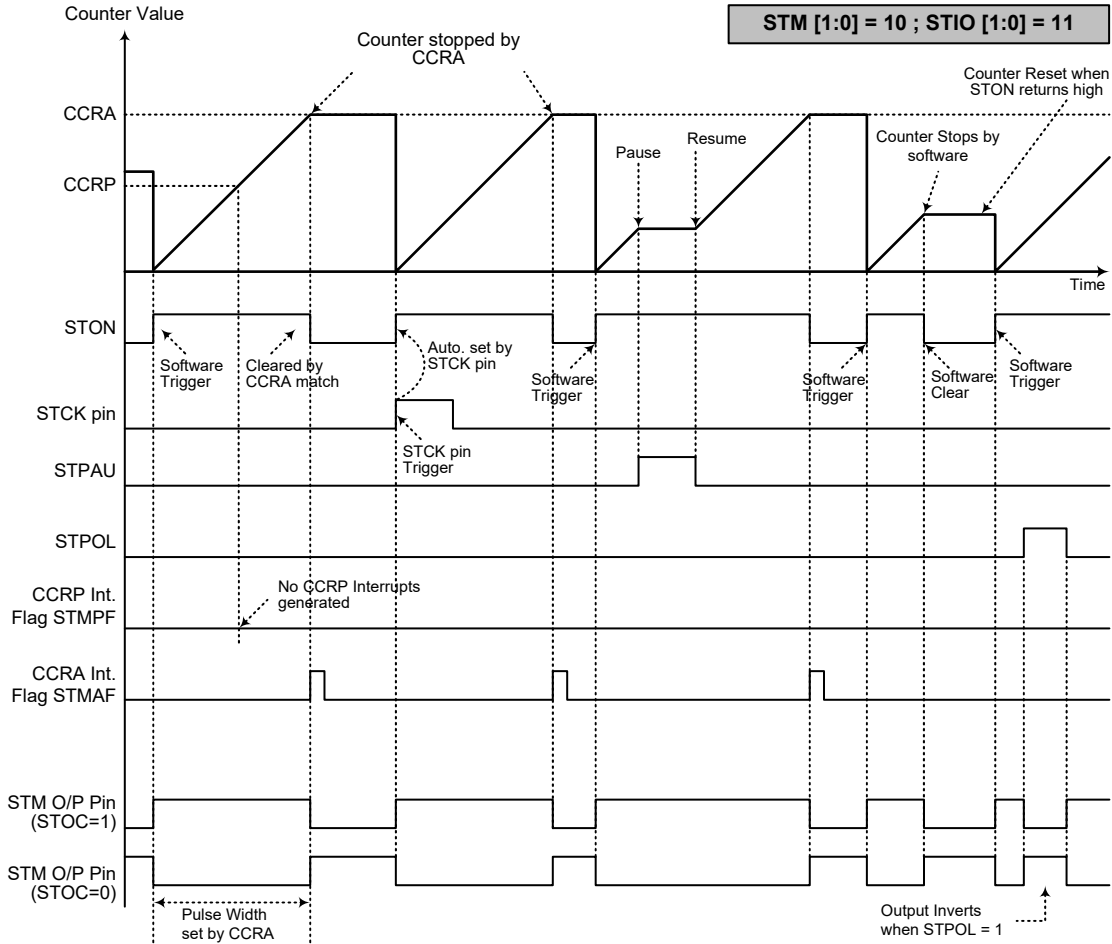 Counter Value
STM [1:0] = 10 ; STIO [1:0] = 11
Counter stopped by
CCRA
Counter Reset when
STON returns high
CCRA
Pause
Resume
Counter Stops by
software
CCRP
Time
STON
Software
Trigger
Cleared by
CCRA match
Auto. set by
STCK pin
Software
Trigger
Software
Trigger
Software
Clear
Software
Trigger
STCK pin
STCK pin
Trigger
STPAU
STPOL
CCRP Int.
Flag STMPF
No CCRP Interrupts
generated
CCRA Int.
Flag STMAF
STM O/P Pin
(STOC=1)
STM O/P Pin
(STOC=0)
Pulse Width
set by CCRA
Output Inverts
when STPOL = 1